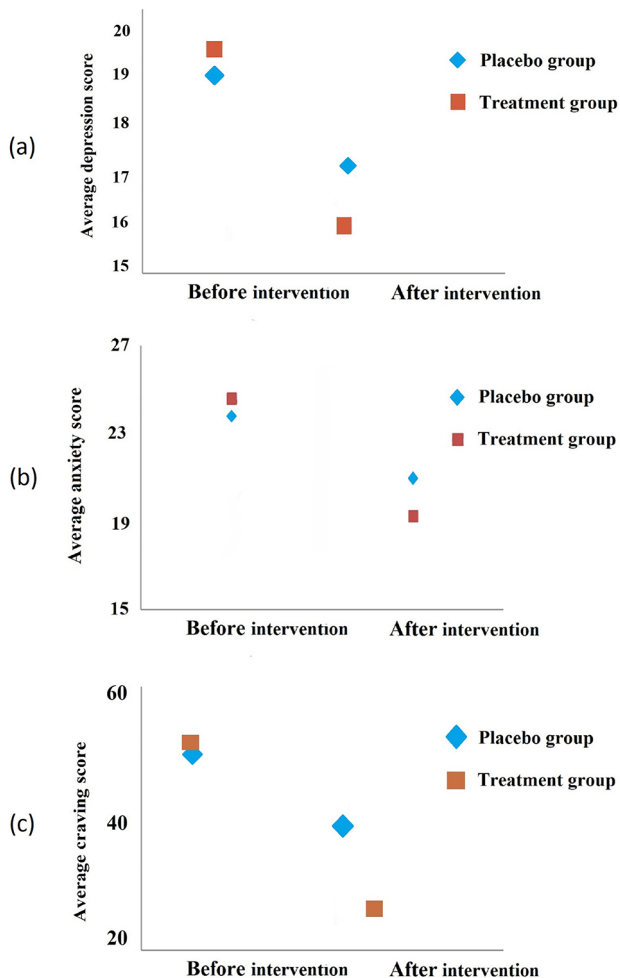 20
19
18
17
16
15
Average depression score
(a)
Placebo group
Treatment group
Before intervention
After intervention
27
23
19
15
Average anxiety score
(b)
Placebo group
Treatment group
Before intervention
After intervention
60
40
20
Average craving score
(c)
Placebo group
Treatment group
Before intervention
After intervention